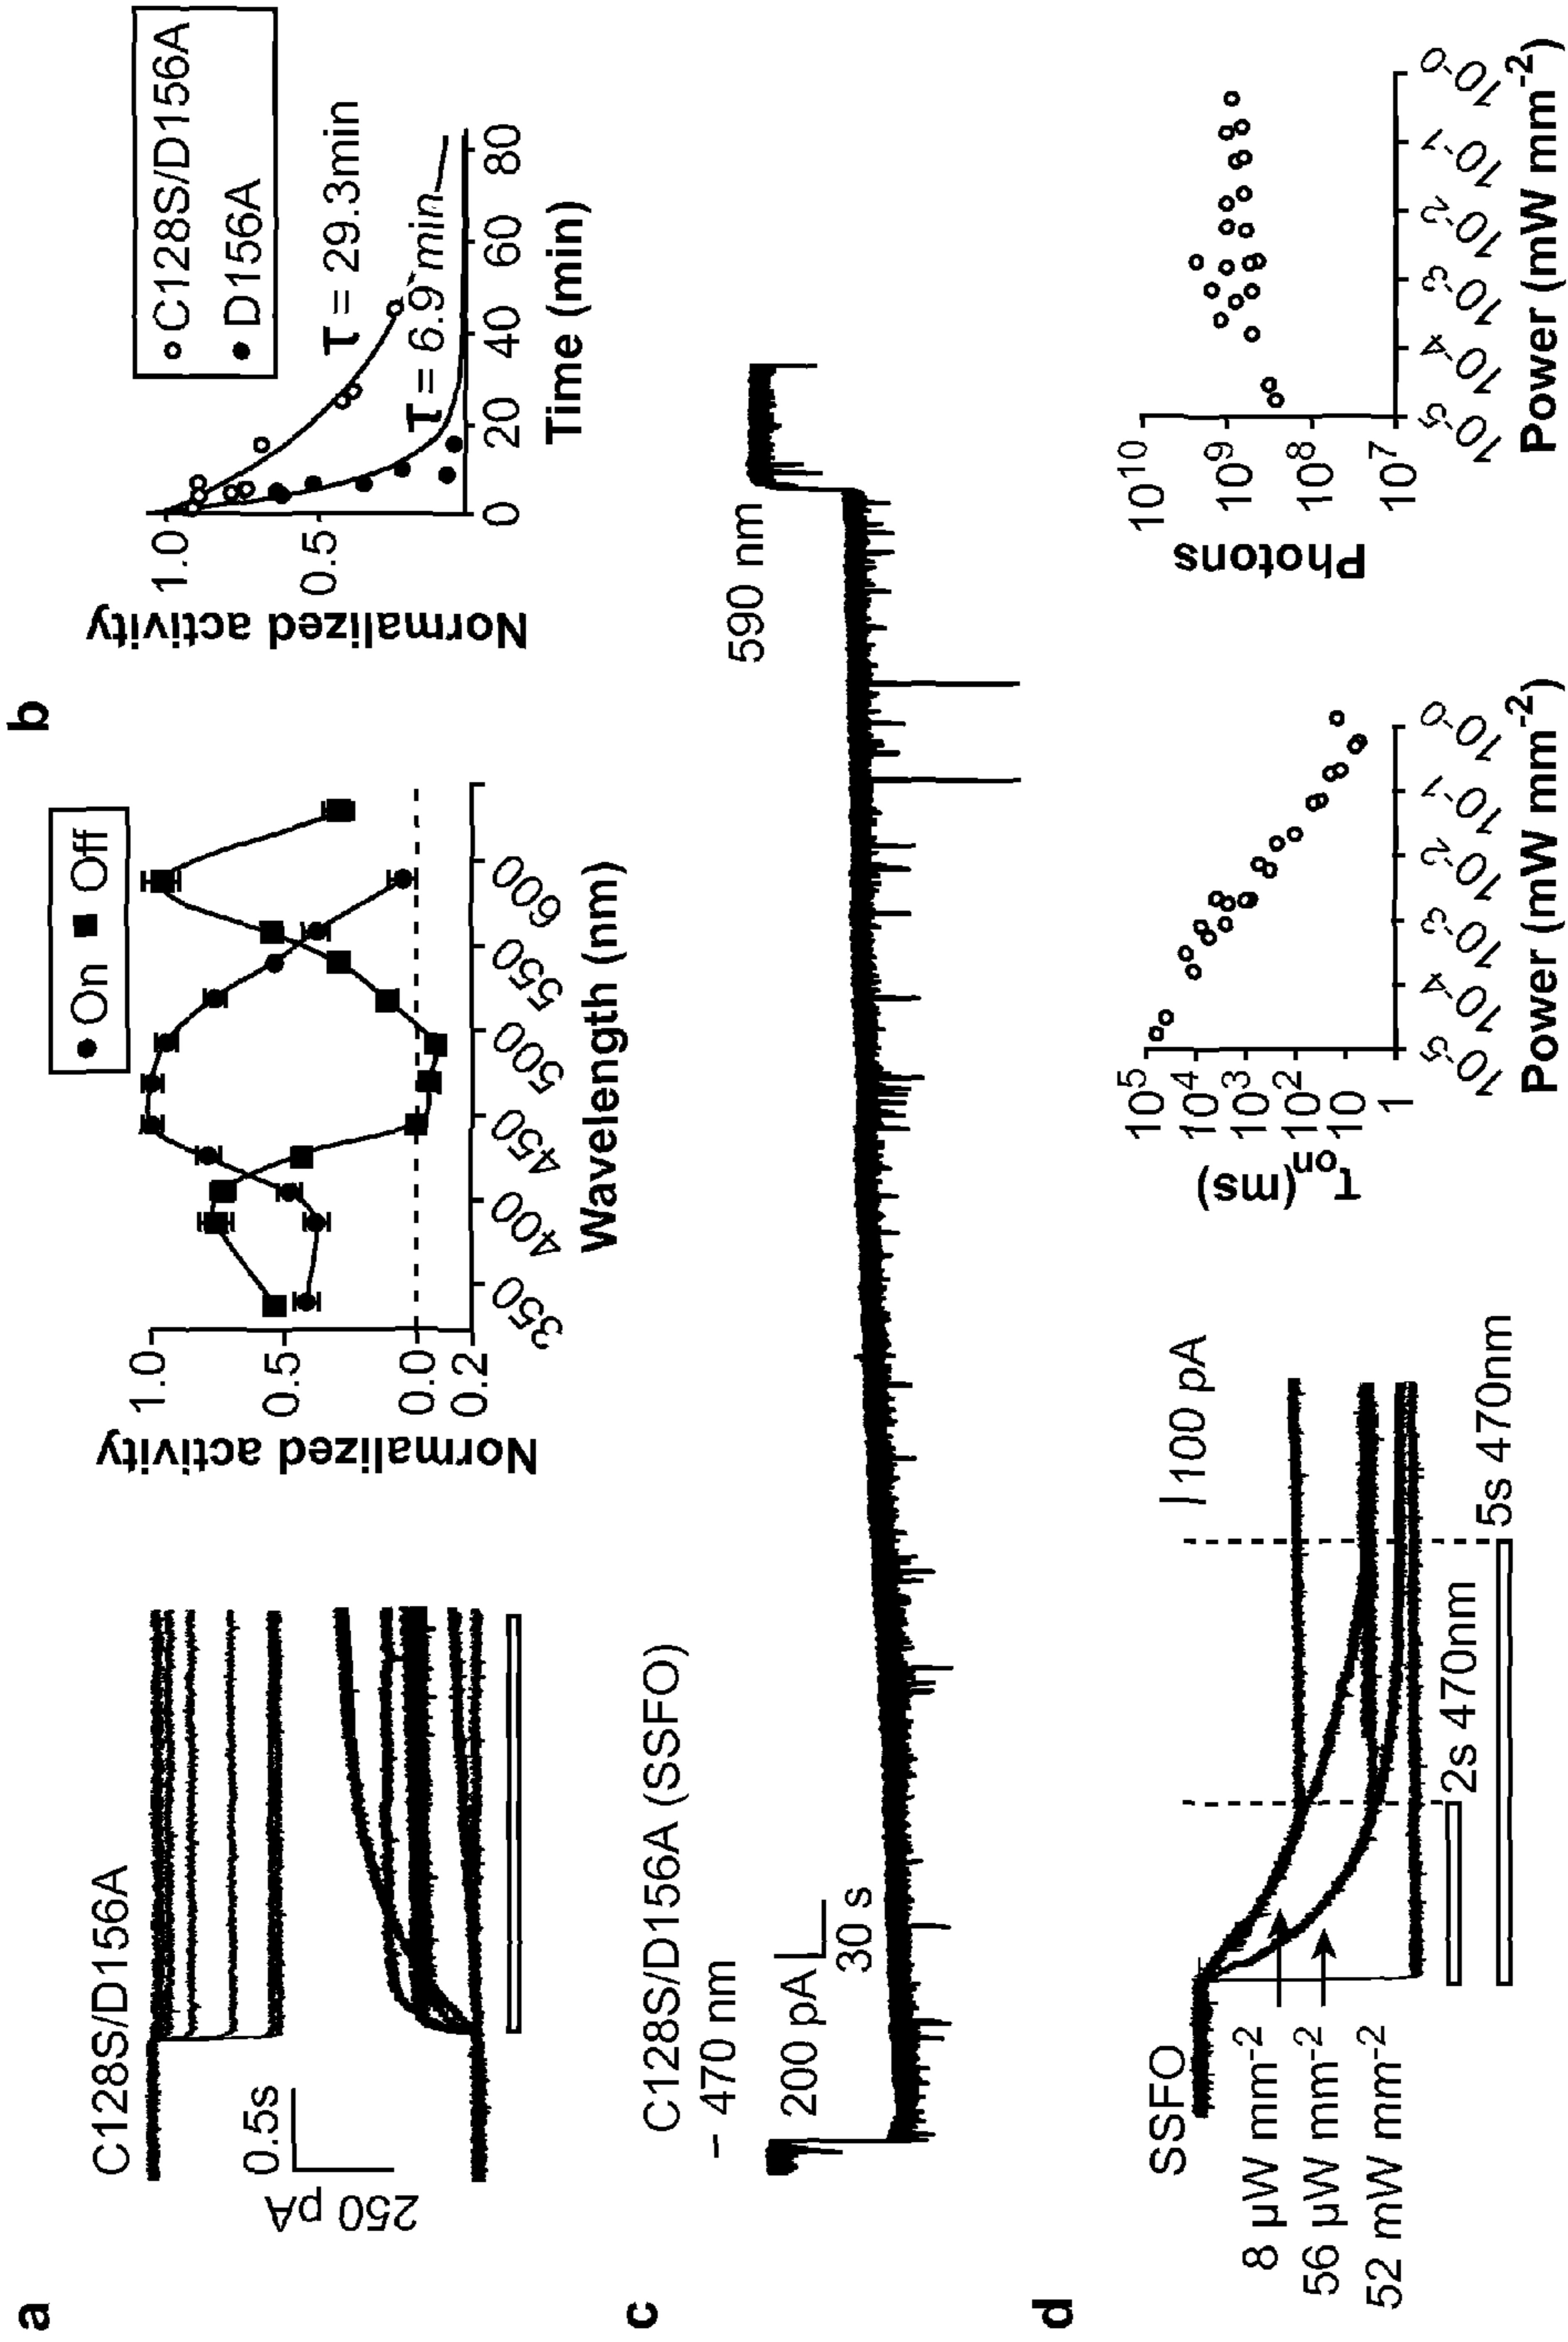 a
C128S/D156A
0.5s
250 pA
On Off
Normalized activity
1.0
0.5
0.0
0.2
350 400 450 500 550 600
Wavelength (nm)
b
C128S/D156A
D156A
Normalized activity
1.0
0.5
τ = 29.3min
τ = 6.9 min
0 20 40 60 80
Time (min)
c
C128S/D156A (SSFO)
470 nm
590 nm
200 pA
30 s
d
SSFO
8 µW mm-2
56 µW mm-2
52 mW mm-2
100 pA
2s 470nm
5s 470nm
τon (ms)
10^5
10^4
10^3
10^2
10
1
10-5 10-4 10-3 10-2 10-1 10-0
Power (mW mm-2)
Photons
10^10
10^9
10^8
10^7
10-5 10-4 10-3 10-2 10-1 10-0
Power (mW mm-2)